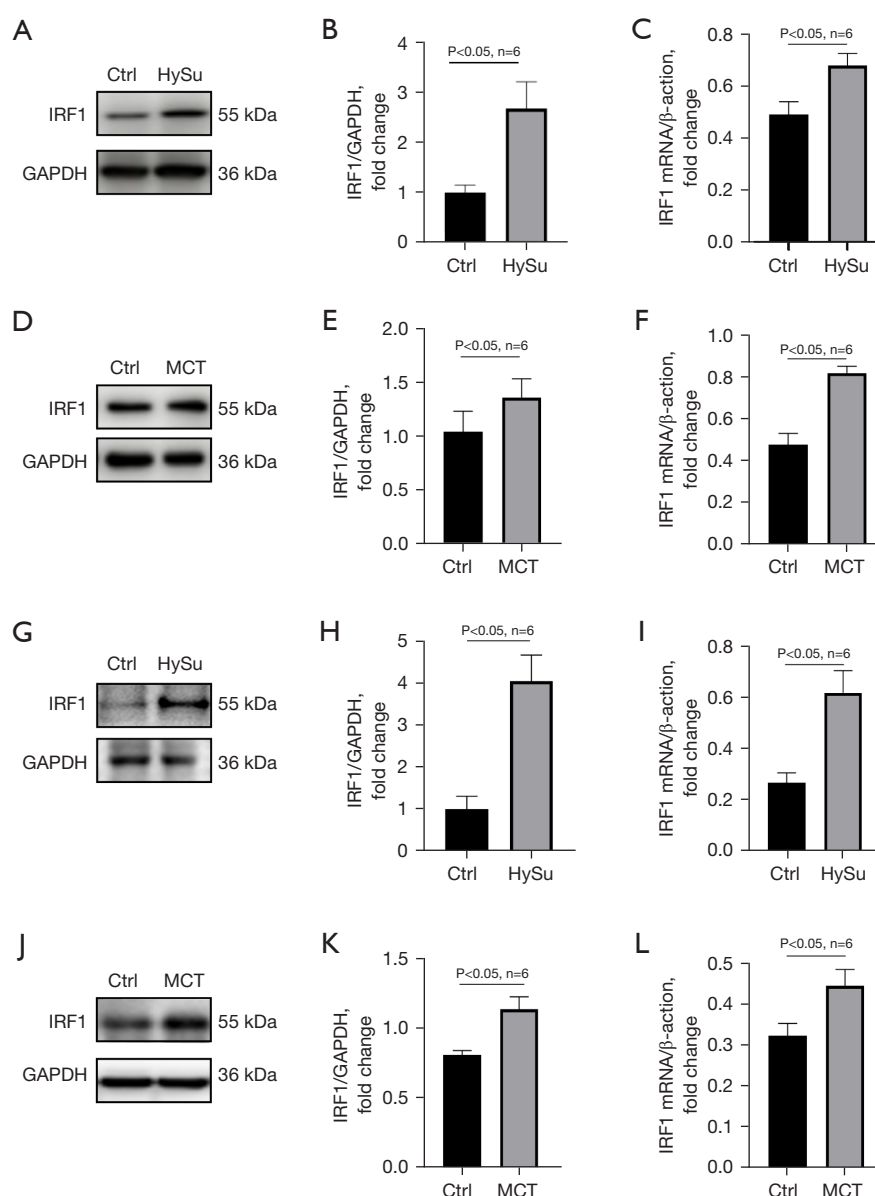 A
Ctrl HySu
IRF1
55 kDa
GAPDH
36 kDa
B
P<0.05, n=6
IRF1/GAPDH,
fold change
4
3
2
1
0
Ctrl HySu
C
P<0.05, n=6
IRF1 mRNA/β-action,
fold change
0.8
0.6
0.4
0.2
0.0
Ctrl HySu
D
Ctrl MCT
IRF1
55 kDa
GAPDH
36 kDa
E
P<0.05, n=6
IRF1/GAPDH,
fold change
2.0
1.5
1.0
0.5
0.0
Ctrl MCT
F
P<0.05, n=6
IRF1 mRNA/β-action,
fold change
1.0
0.8
0.6
0.4
0.2
0.0
Ctrl MCT
G
Ctrl HySu
IRF1
55 kDa
GAPDH
36 kDa
H
P<0.05, n=6
IRF1/GAPDH,
fold change
5
4
3
2
1
0
Ctrl HySu
I
P<0.05, n=6
IRF1 mRNA/β-action,
fold change
0.8
0.6
0.4
0.2
0.0
Ctrl HySu
J
Ctrl MCT
IRF1
55 kDa
GAPDH
36 kDa
K
P<0.05, n=6
IRF1/GAPDH,
fold change
1.5
1.0
0.5
0.0
Ctrl MCT
L
P<0.05, n=6
IRF1 mRNA/β-action,
fold change
0.5
0.4
0.3
0.2
0.1
0.0
Ctrl MCT